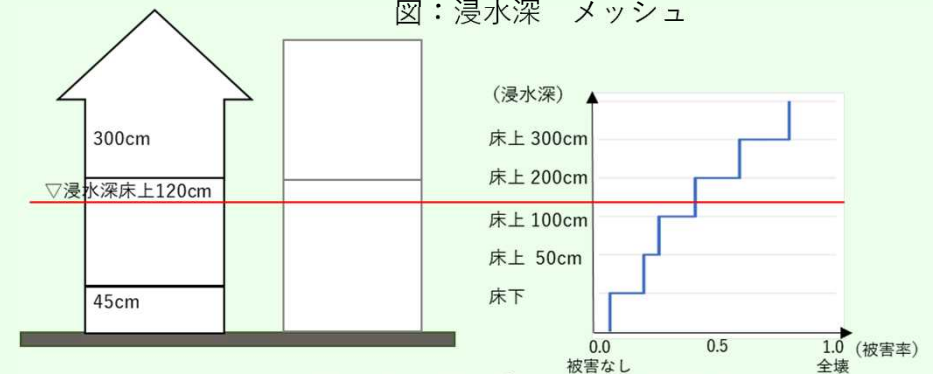 図：浸水深　メッシュ
300cm
▽浸水深床上120cm
45cm
（浸水深）
床上 300cm
床上 200cm
床上 100cm
床上 50cm
床下
0.0
0.5
1.0
（被害率）
被害なし
全壊